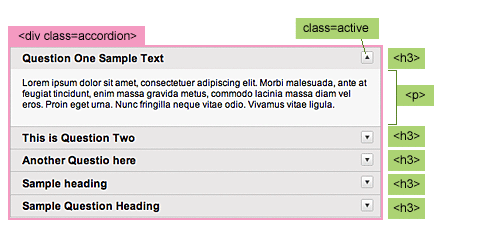 class=active
<div class=accordion>
Question One Sample Text
<h3>
Lorem ipsum dolor sit amet, consectetuer adipiscing elit. Morbi malesuada, ante at
feugiat tincidunt, enim massa gravida metus, commodo lacinia massa diam vel
eros. Proin eget urna. Nunc fringilla neque vitae odio. Vivamus vitae ligula.
<p>
This is Question Two
<h3>
Another Questio here
<h3>
Sample heading
<h3>
Sample Question Heading
<h3>